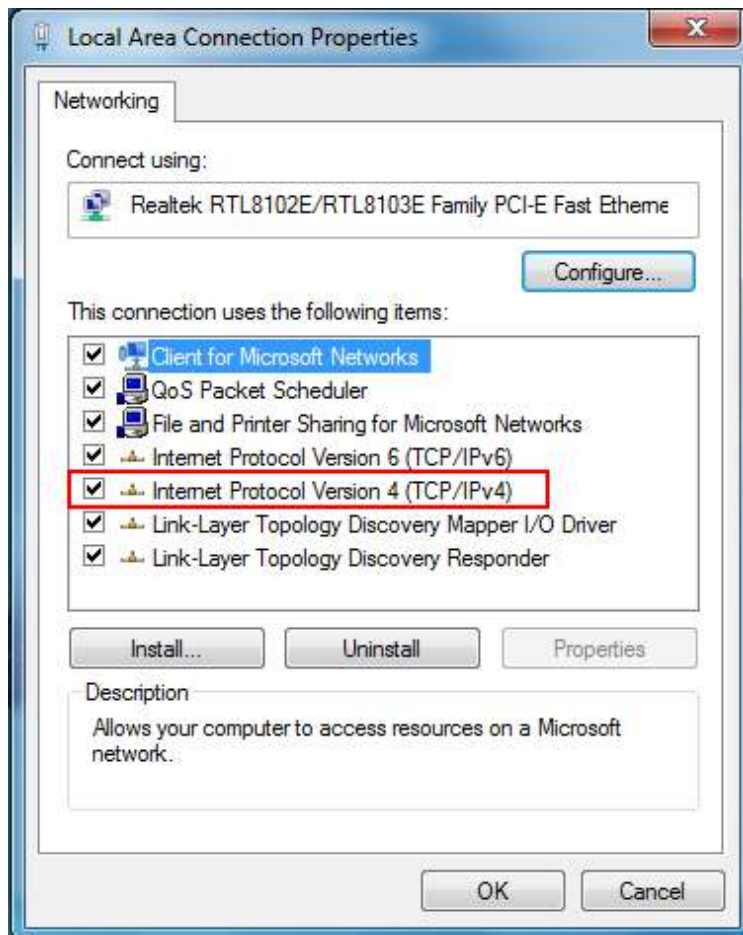 Local Area Connection Properties
Networking
Connect using:
Realtek RTL8102E/RTL8103E Family PCI-E Fast Etheme
Configure...
This connection uses the following items:
Client for Microsoft Networks
QoS Packet Scheduler
File and Printer Sharing for Microsoft Networks
Internet Protocol Version 6 (TCP/IPv6)
Internet Protocol Version 4 (TCP/IPv4)
Link-Layer Topology Discovery Mapper I/O Driver
Link-Layer Topology Discovery Responder
Install... Uninstall Properties
Description
Allows your computer to access resources on a Microsoft
network.
OK Cancel